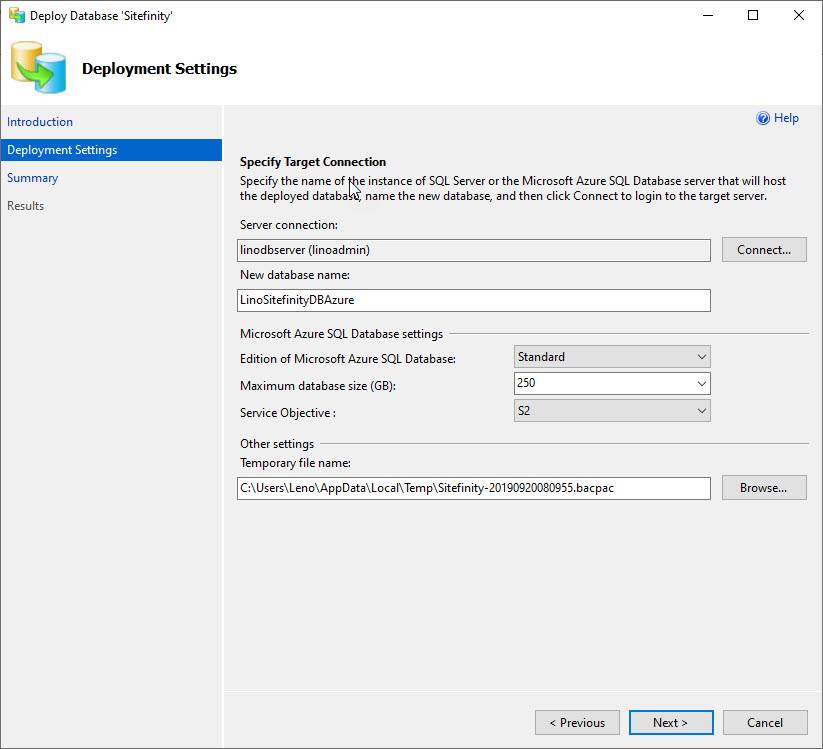 Deploy Database 'Sitefinity'
Deployment Settings
Introduction
Deployment Settings
Summary
Results
Help
Specify Target Connection
Specify the name of the instance of SQL Server or the Microsoft Azure SQL Database server that will host
the deployed database, name the new database, and then click Connect to login to the target server.
Server connection:
linodbserver (linoadmin)
Connect...
New database name:
LinoSitefinityDBAzure
Microsoft Azure SQL Database settings
Edition of Microsoft Azure SQL Database:
Standard
Maximum database size (GB):
250
Service Objective :
S2
Other settings
Temporary file name:
C:\Users\Leno\AppData\Local\Temp\Sitefinity-20190920080955.bacpac
Browse...
< Previous
Next >
Cancel